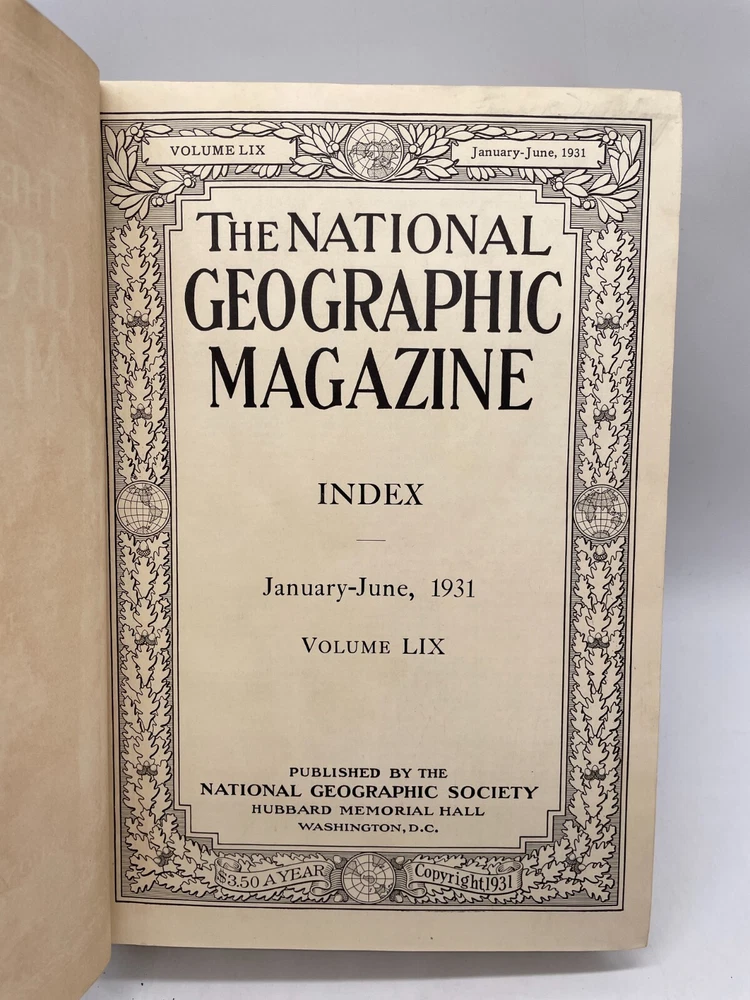 VOLUME LIX
January-June, 1931
THE NATIONAL
GEOGRAPHIC
MAGAZINE
INDEX
January-June, 1931
VOLUME LIX
PUBLISHED BY THE
NATIONAL GEOGRAPHIC SOCIETY
HUBBARD MEMORIAL HALL
WASHINGTON, D.C.
$3.50 A YEAR
Copyright 1931